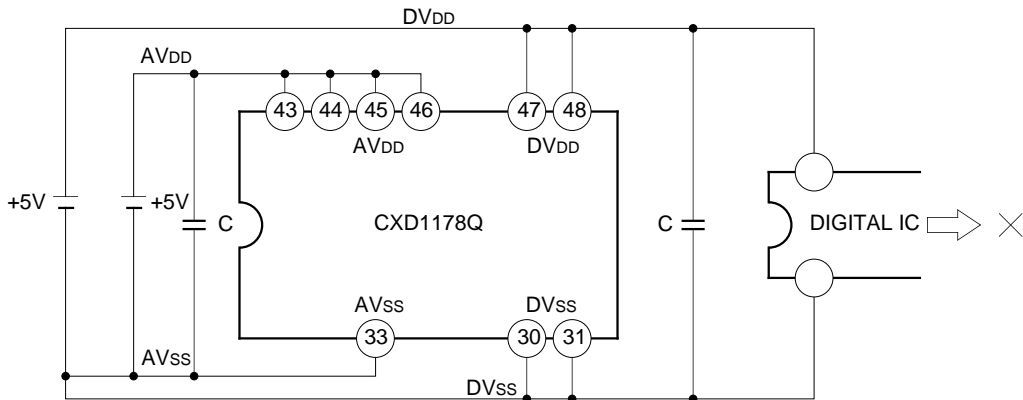 DVDD
AVDD
43 44 45 46 47 48
AVDD DVDD
+5V +5V C CXD1178Q C DIGITAL IC
AVSS DVSS
33 30 31
AVSS
DVSS